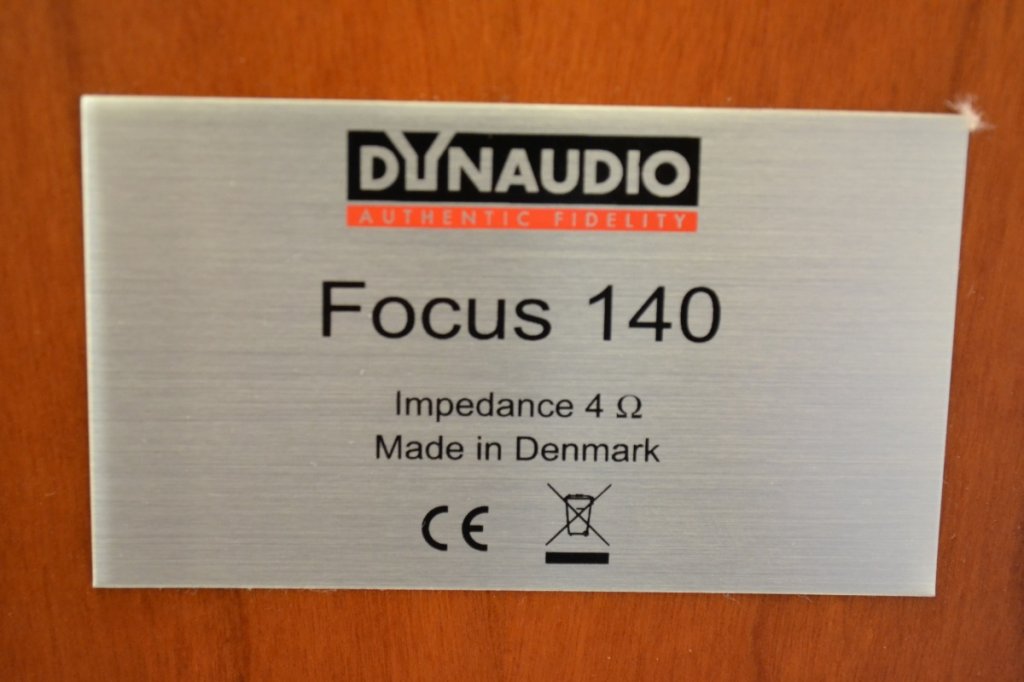 DYNAUDIO
AUTHENTIC FIDELITY
Focus 140
Impedance 4 Ω
Made in Denmark
CE